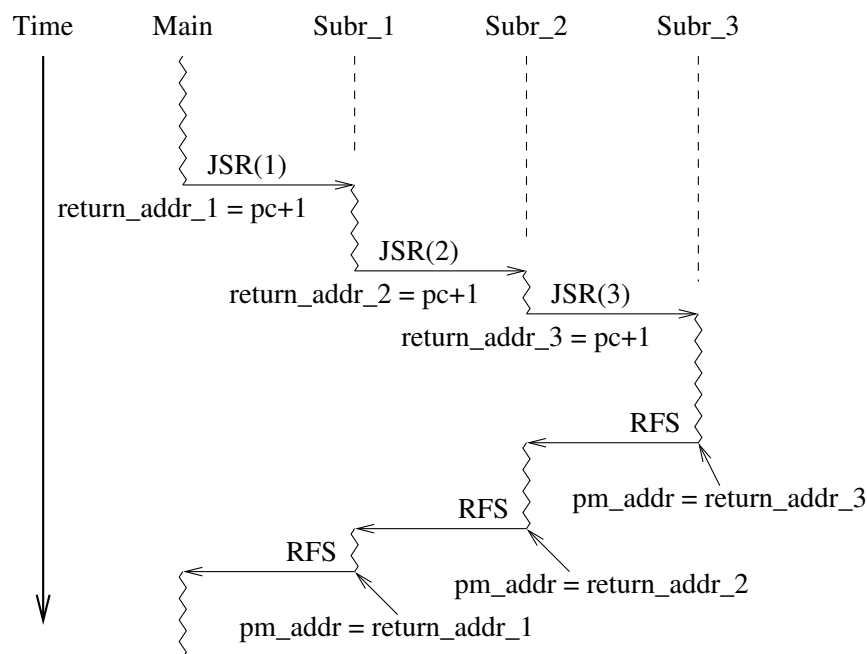 Time Main Subr_1 Subr_2 Subr_3
JSR(1)
return_addr_1 = pc+1
JSR(2)
return_addr_2 = pc+1
JSR(3)
return_addr_3 = pc+1
RFS
pm_addr = return_addr_3
RFS
pm_addr = return_addr_2
RFS
pm_addr = return_addr_1